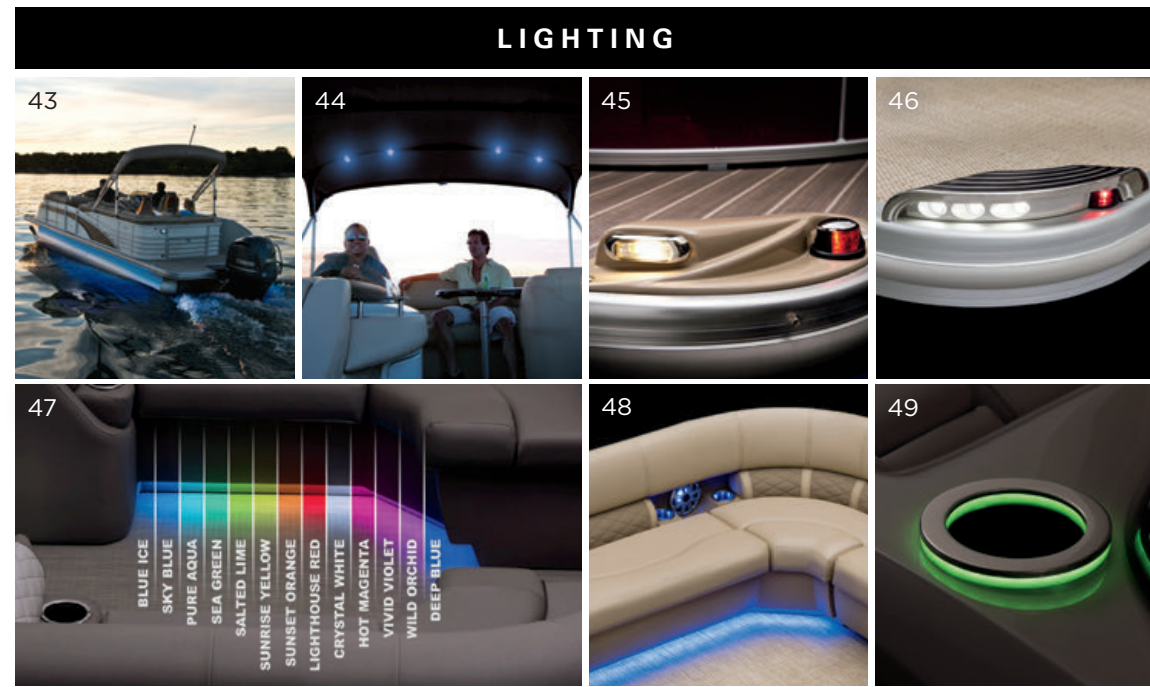 LIGHTING
43
44
45
46
47
BLUE ICE
SKY BLUE
PURE AQUA
SEA GREEN
SALTED LIME
SUNRISE YELLOW
SUNSET ORANGE
LIGHTHOUSE RED
CRYSTAL WHITE
HOT MAGENTA
VIVID VIOLET
WILD ORCHID
DEEP BLUE
48
49